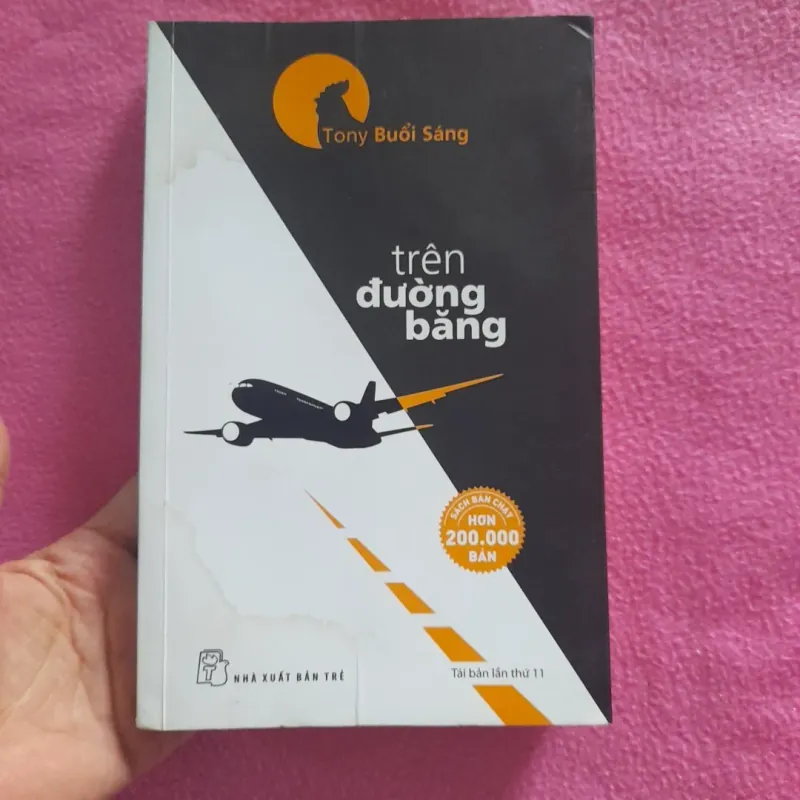 Tony Buổi Sáng
trên
đường
băng
SÁCH BÁN CHẠY
HƠN
200.000
BẢN
NHÀ XUẤT BẢN TRẺ
Tái bản lần thứ 11